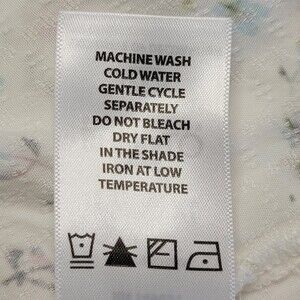 MACHINE WASH
COLD WATER
GENTLE CYCLE
SEPARATELY
DO NOT BLEACH
DRY FLAT
IN THE SHADE
IRON AT LOW
TEMPERATURE